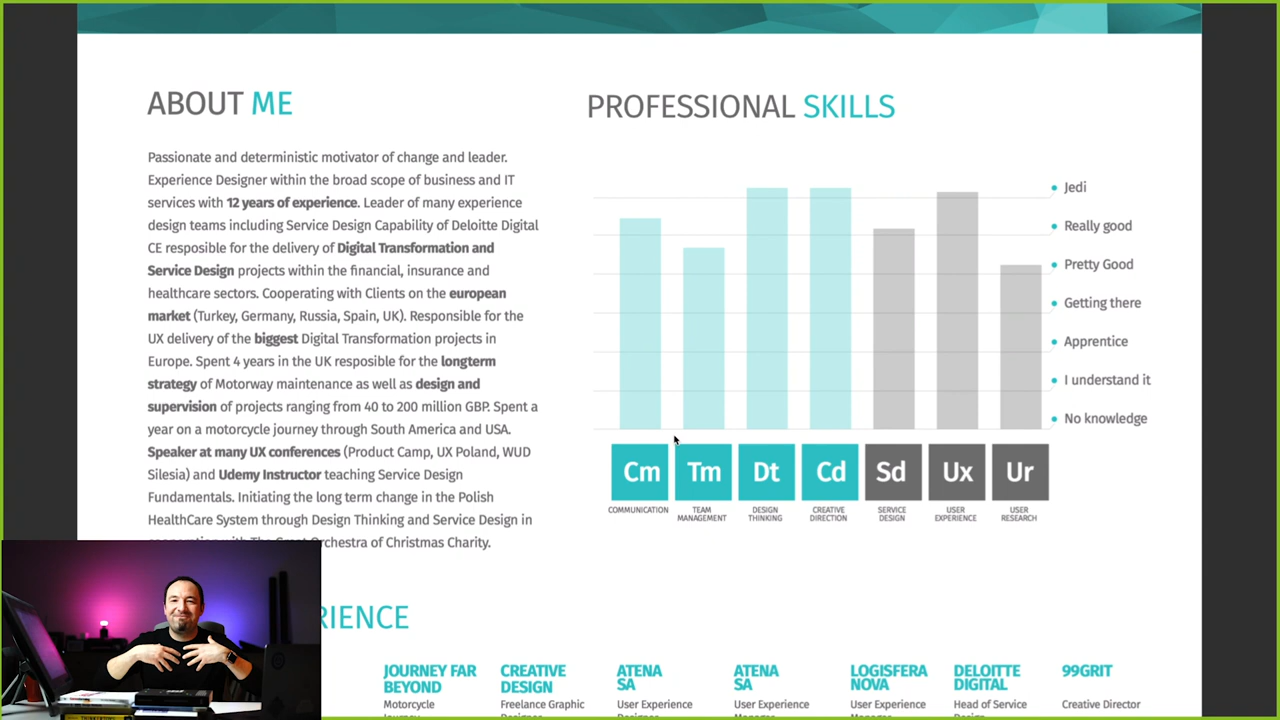 ABOUT ME
Passionate and deterministic motivator of change and leader.
Experience Designer within the broad scope of business and IT
services with 12 years of experience. Leader of many experience
design teams including Service Design Capability of Deloitte Digital
CE resposible for the delivery of Digital Transformation and
Service Design projects within the financial, insurance and
healthcare sectors. Cooperating with Clients on the european
market (Turkey, Germany, Russia, Spain, UK). Responsible for the
UX delivery of the biggest Digital Transformation projects in
Europe. Spent 4 years in the UK resposible for the longterm
strategy of Motorway maintenance as well as design and
supervision of projects ranging from 40 to 200 million GBP. Spent a
year on a motorcycle journey through South America and USA.
Speaker at many UX conferences (Product Camp, UX Poland, WUD
Silesia) and Udemy Instructor teaching Service Design
Fundamentals. Initiating the long term change in the Polish
HealthCare System through Design Thinking and Service Design in
Orchestra of Christmas Charity.
PROFESSIONAL SKILLS
Jedi
Really good
Pretty Good
Getting there
Apprentice
I understand it
No knowledge
Cm Tm Dt Cd Sd Ux Ur
COMMUNICATION
TEAM
MANAGEMENT
DESIGN
THINKING
CREATIVE
DIRECTION
SERVICE
DESIGN
USER
EXPERIENCE
USER
RESEARCH
RIENCE
JOURNEY FAR
BEYOND
Motorcycle
CREATIVE
DESIGN
Freelance Graphic
ATENA
SA
User Experience
ATENA
SA
User Experience
LOGISFERA
NOVA
User Experience
DELOITTE
DIGITAL
Head of Service
99GRIT
Creative Director